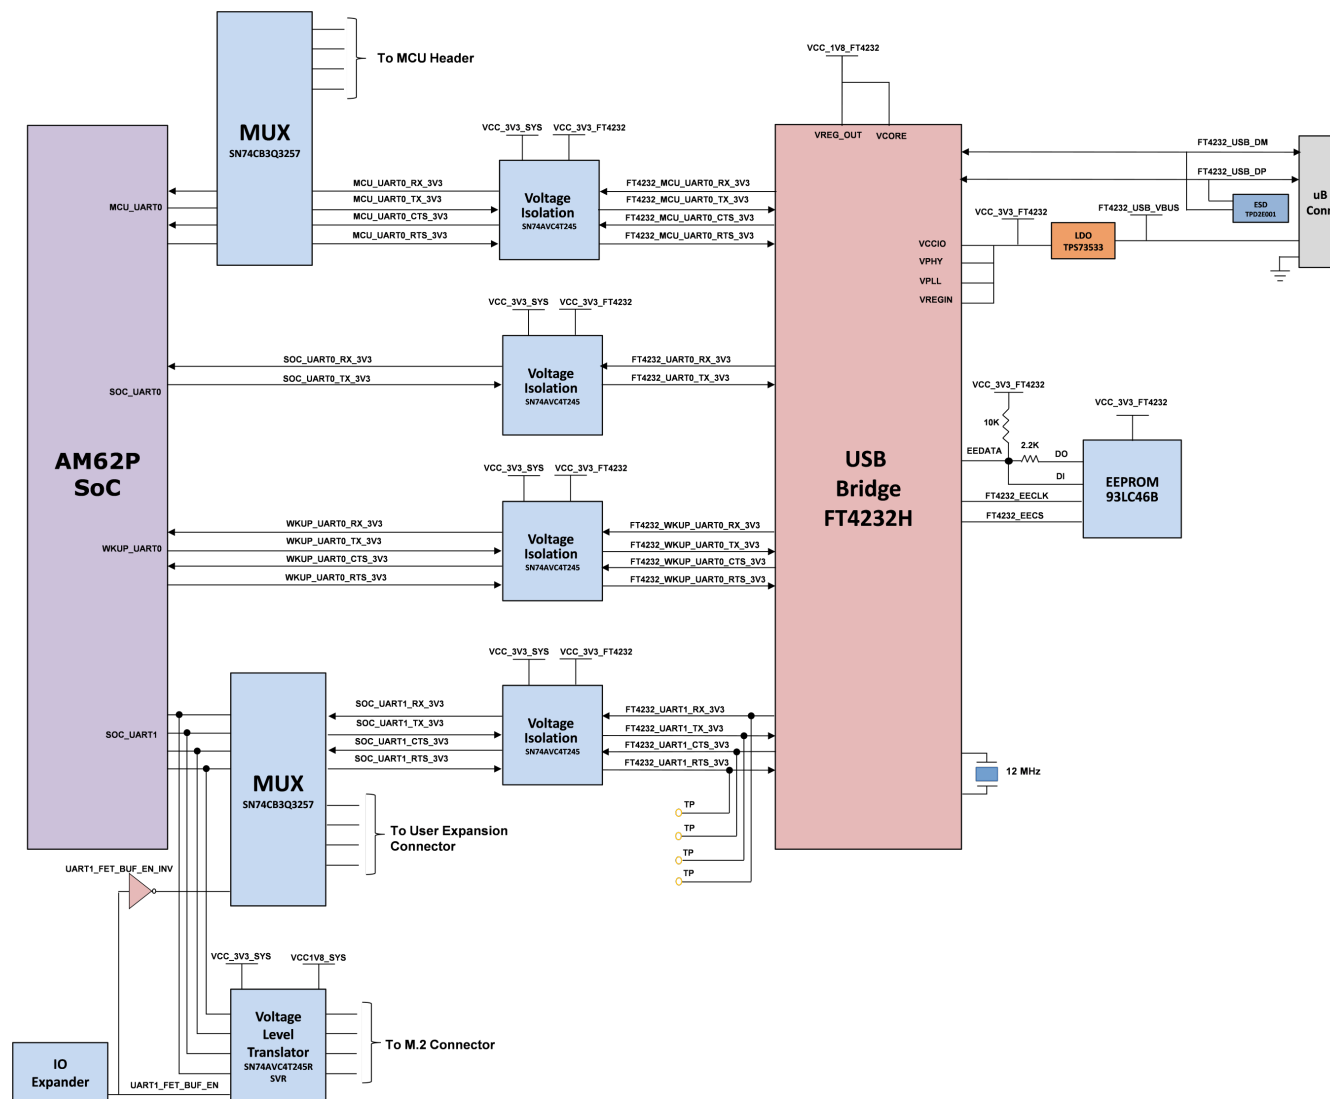 To MCU Header
MUX
SN74CB3Q3257
VCC_1V8_FT4232
VREG_OUT
VCORE
VCC_3V3_SYS
VCC_3V3_FT4232
MCU_UART0
MCU_UART0_RX_3V3
MCU_UART0_TX_3V3
MCU_UART0_CTS_3V3
MCU_UART0_RTS_3V3
Voltage
Isolation
SN74AVC4T245
FT4232_MCU_UART0_RX_3V3
FT4232_MCU_UART0_TX_3V3
FT4232_MCU_UART0_CTS_3V3
FT4232_MCU_UART0_RTS_3V3
FT4232_USB_DM
FT4232_USB_DP
ESD
TPD2E001
uB
Conn
VCC_3V3_FT4232
FT4232_USB_VBUS
LDO
TPS73533
VCCIO
VPHY
VPLL
VREGIN
VCC_3V3_SYS
VCC_3V3_FT4232
SOC_UART0
SOC_UART0_RX_3V3
SOC_UART0_TX_3V3
Voltage
Isolation
SN74AVC4T245
FT4232_UART0_RX_3V3
FT4232_UART0_TX_3V3
AM62P
SoC
USB
Bridge
FT4232H
VCC_3V3_FT4232
10K
2.2K
EEDATA
DO
DI
FT4232_EECLK
FT4232_EECS
VCC_3V3_FT4232
EEPROM
93LC46B
VCC_3V3_SYS
VCC_3V3_FT4232
WKUP_UART0
WKUP_UART0_RX_3V3
WKUP_UART0_TX_3V3
WKUP_UART0_CTS_3V3
WKUP_UART0_RTS_3V3
Voltage
Isolation
SN74AVC4T245
FT4232_WKUP_UART0_RX_3V3
FT4232_WKUP_UART0_TX_3V3
FT4232_WKUP_UART0_CTS_3V3
FT4232_WKUP_UART0_RTS_3V3
VCC_3V3_SYS
VCC_3V3_FT4232
SOC_UART1
MUX
SN74CB3Q3257
SOC_UART1_RX_3V3
SOC_UART1_TX_3V3
SOC_UART1_CTS_3V3
SOC_UART1_RTS_3V3
Voltage
Isolation
SN74AVC4T245
FT4232_UART1_RX_3V3
FT4232_UART1_TX_3V3
FT4232_UART1_CTS_3V3
FT4232_UART1_RTS_3V3
12 MHz
TP
TP
TP
TP
To User Expansion
Connector
UART1_FET_BUF_EN_INV
VCC_3V3_SYS
VCC1V8_SYS
Voltage
Level
Translator
SN74AVC4T245R
SVR
To M.2 Connector
IO
Expander
UART1_FET_BUF_EN